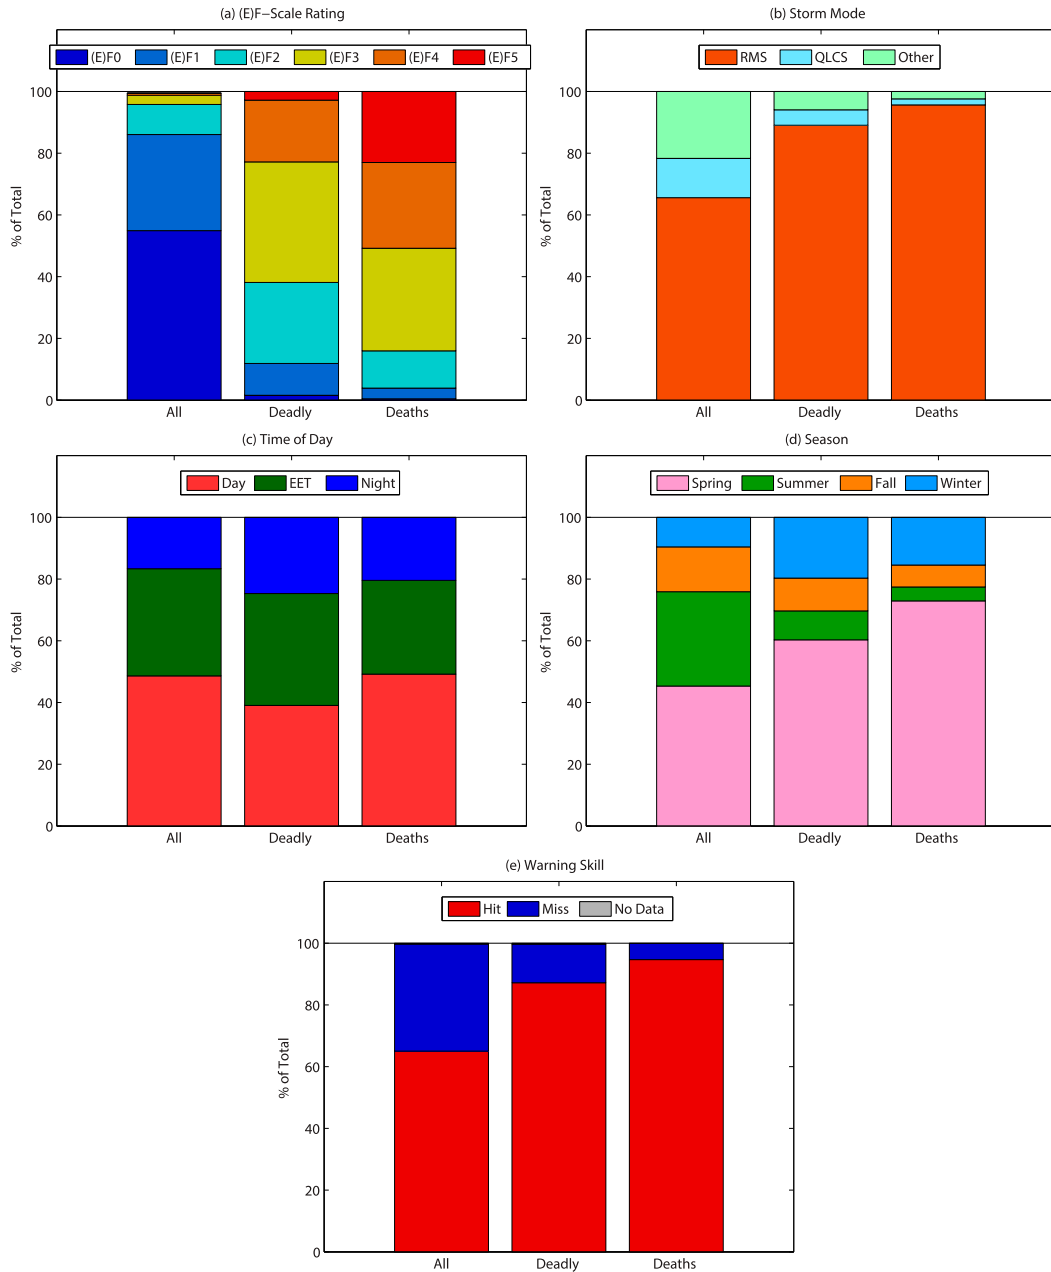 (a) (E)F−Scale Rating
(E)F0 (E)F1 (E)F2 (E)F3 (E)F4 (E)F5
100
80
60
40
20
0
% of Total
All Deadly Deaths
(b) Storm Mode
RMS QLCS Other
100
80
60
40
20
0
% of Total
All Deadly Deaths
(c) Time of Day
Day EET Night
100
80
60
40
20
0
% of Total
All Deadly Deaths
(d) Season
Spring Summer Fall Winter
100
80
60
40
20
0
% of Total
All Deadly Deaths
(e) Warning Skill
Hit Miss No Data
100
80
60
40
20
0
% of Total
All Deadly Deaths